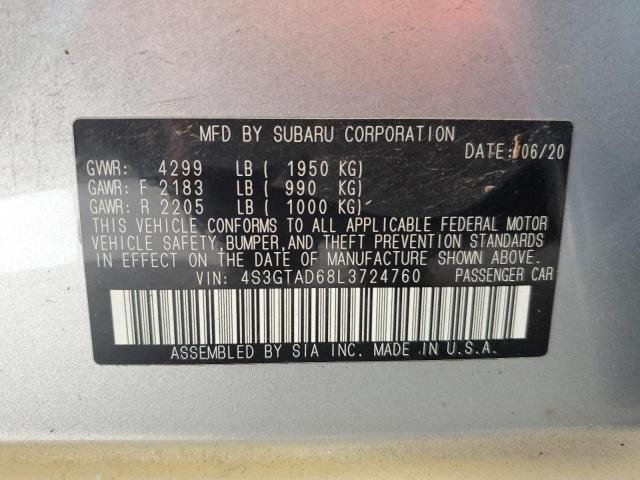 MFD BY SUBARU CORPORATION
DATE: 06/20
GVWR: 4299 LB ( 1950 KG)
GAWR: F 2183 LB ( 990 KG)
GAWR: R 2205 LB ( 1000 KG)
THIS VEHICLE CONFORMS TO ALL APPLICABLE FEDERAL MOTOR
VEHICLE SAFETY, BUMPER, AND THEFT PREVENTION STANDARDS
IN EFFECT ON THE DATE OF MANUFACTURE SHOWN ABOVE.
VIN: 4S3GTAD68L3724760 PASSENGER CAR
ASSEMBLED BY SIA INC. MADE IN U.S.A.